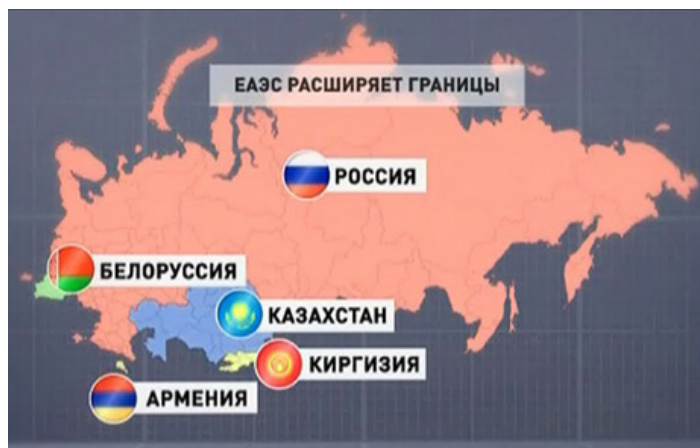 ЕАЭС РАСШИРЯЕТ ГРАНИЦЫ
РОССИЯ
БЕЛОРУССИЯ
КАЗАХСТАН
КИРГИЗИЯ
АРМЕНИЯ